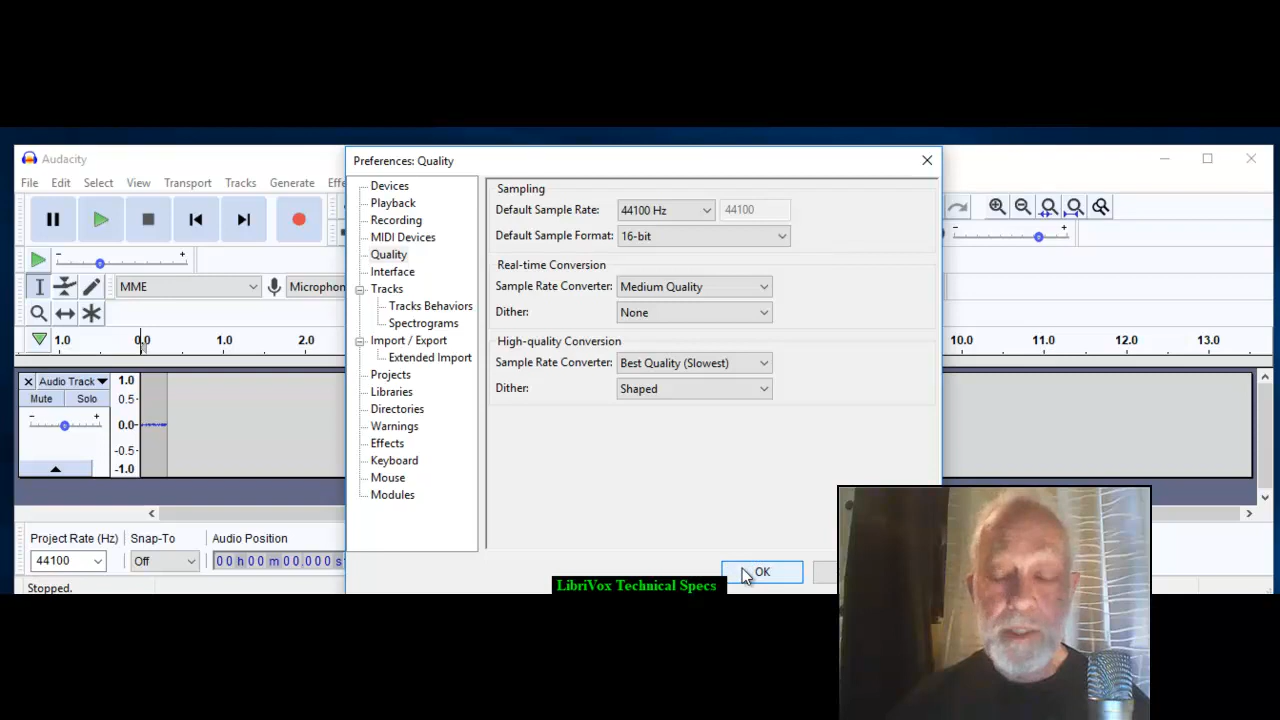 Audacity
Preferences: Quality
File Edit Select View Transport Tracks Generate Effe
Devices
Playback
Recording
MIDI Devices
Quality
Interface
Tracks
Tracks Behaviors
Spectrograms
Import / Export
Extended Import
Projects
Libraries
Directories
Warnings
Effects
Keyboard
Mouse
Modules
Sampling
Default Sample Rate: 44100 Hz 44100
Default Sample Format: 16-bit
Real-time Conversion
Sample Rate Converter: Medium Quality
Dither: None
High-quality Conversion
Sample Rate Converter: Best Quality (Slowest)
Dither: Shaped
OK
MME Microphon
1.0 0.0 1.0 2.0 10.0 11.0 12.0 13.0
Audio Track 1.0
Mute Solo 0.5-
0.0-
-0.5-
-1.0
Project Rate (Hz) Snap-To Audio Position
44100 Off 00 h 00 m 00.000 s
Stopped.
LibriVox Technical Specs